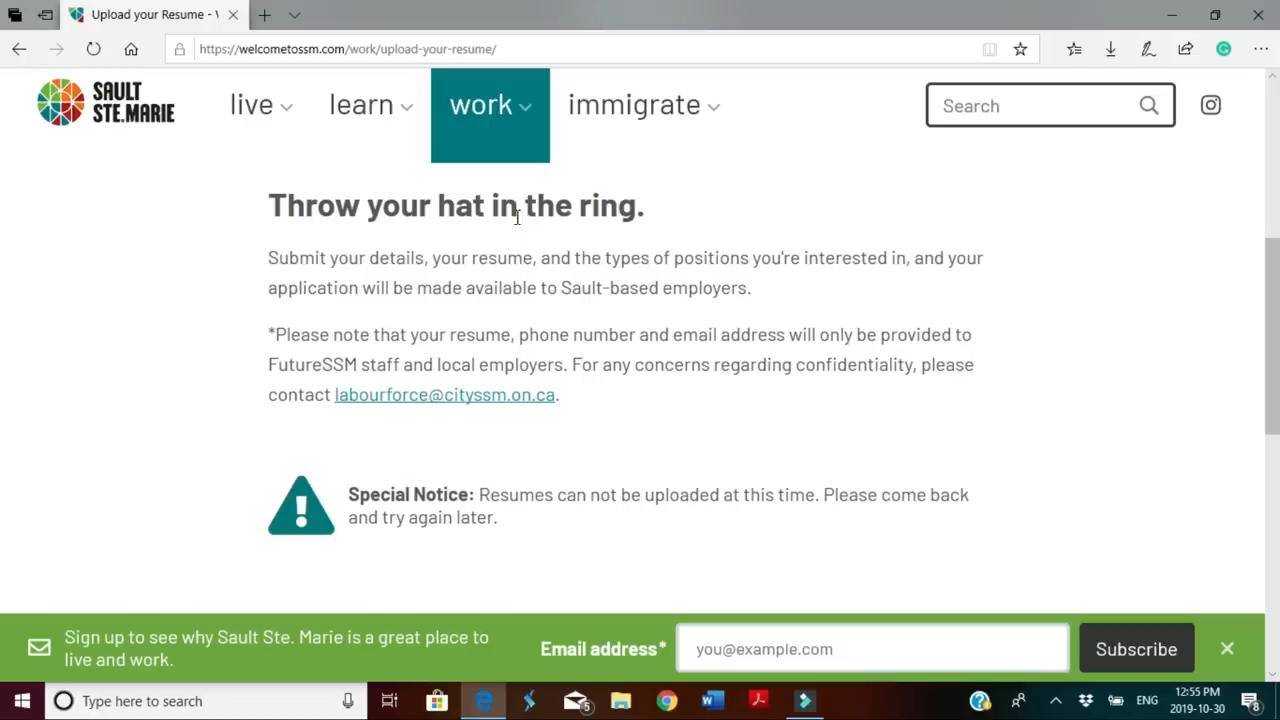 Upload your Resume - 
https://welcometossm.com/work/upload-your-resume/
SAULT
STE.MARIE
live
learn
work
immigrate
Search
Throw your hat in the ring.
Submit your details, your resume, and the types of positions you're interested in, and your
application will be made available to Sault-based employers.
*Please note that your resume, phone number and email address will only be provided to
FutureSSM staff and local employers. For any concerns regarding confidentiality, please
contact labourforce@cityssm.on.ca.
Special Notice: Resumes can not be uploaded at this time. Please come back
and try again later.
Sign up to see why Sault Ste. Marie is a great place to
live and work.
Email address*
you@example.com
Subscribe
Type here to search
5
ENG
12:55 PM
2019-10-30
8